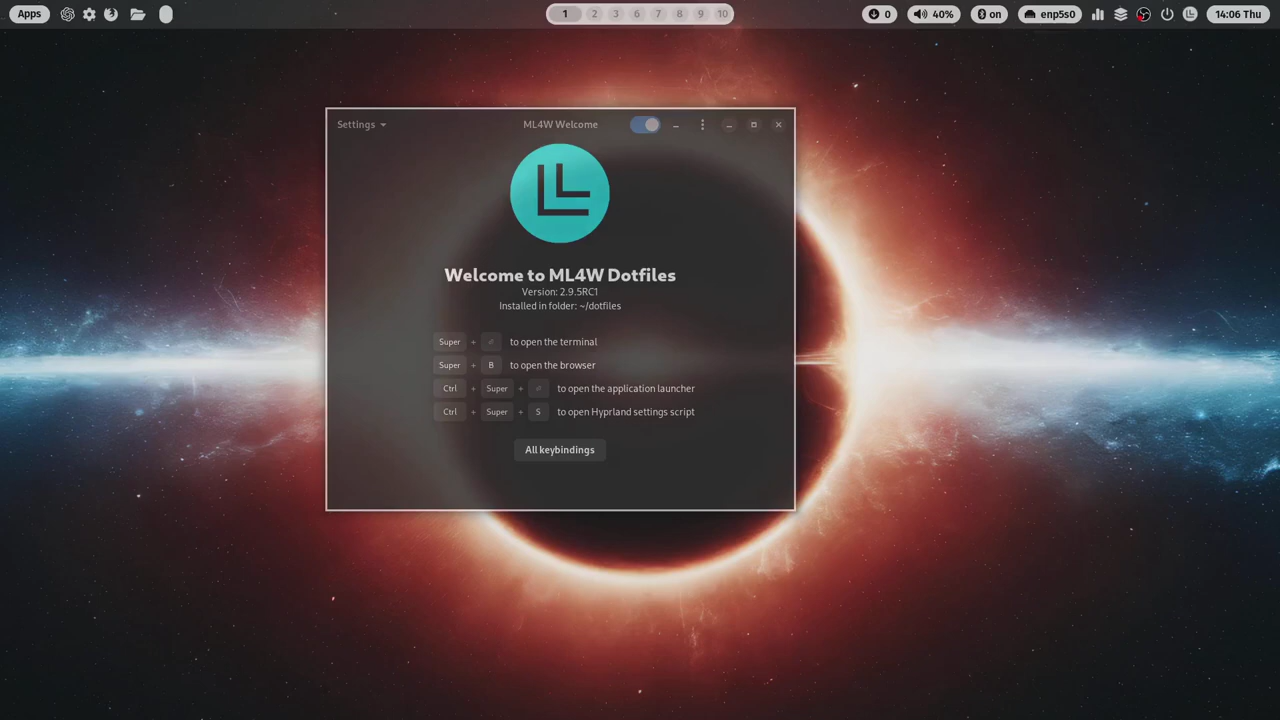 Apps
1 2 3 6 7 8 9 10
0
40%
on
enp5s0
14:06 Thu
Settings
ML4W Welcome
Welcome to ML4W Dotfiles
Version: 2.9.5RC1
Installed in folder: ~/dotfiles
Super + to open the terminal
Super + B to open the browser
Ctrl + Super + to open the application launcher
Ctrl + Super + S to open Hyprland settings script
All keybindings